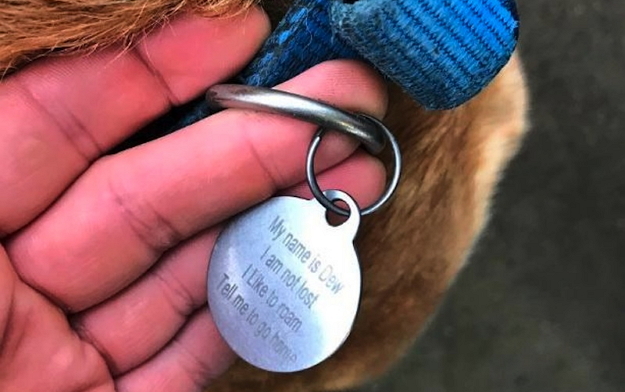 My name is Dew
I am not lost
I Like to roam
Tell me to go home